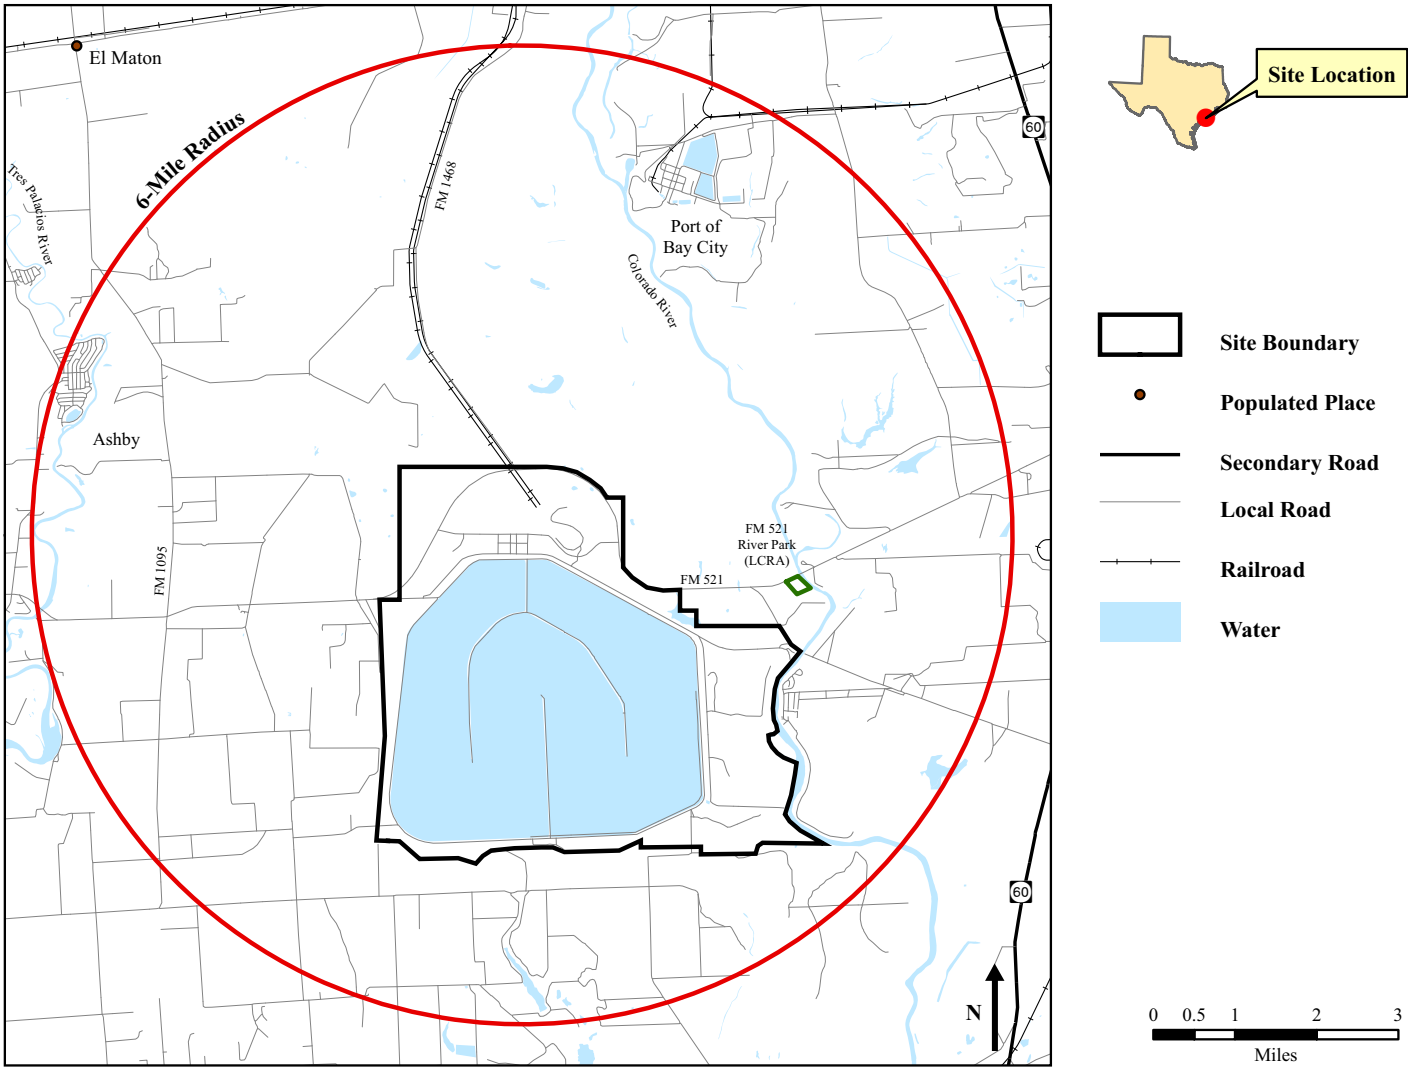 El Maton
6-Mile Radius
Tres Palacios River
FM 1468
60
Port of
Bay City
Colorado River
Ashby
FM 1095
FM 521
River Park
(LCRA)
FM 521
60
N
Site Location
Site Boundary
Populated Place
Secondary Road
Local Road
Railroad
Water
0 0.5 1 2 3
Miles